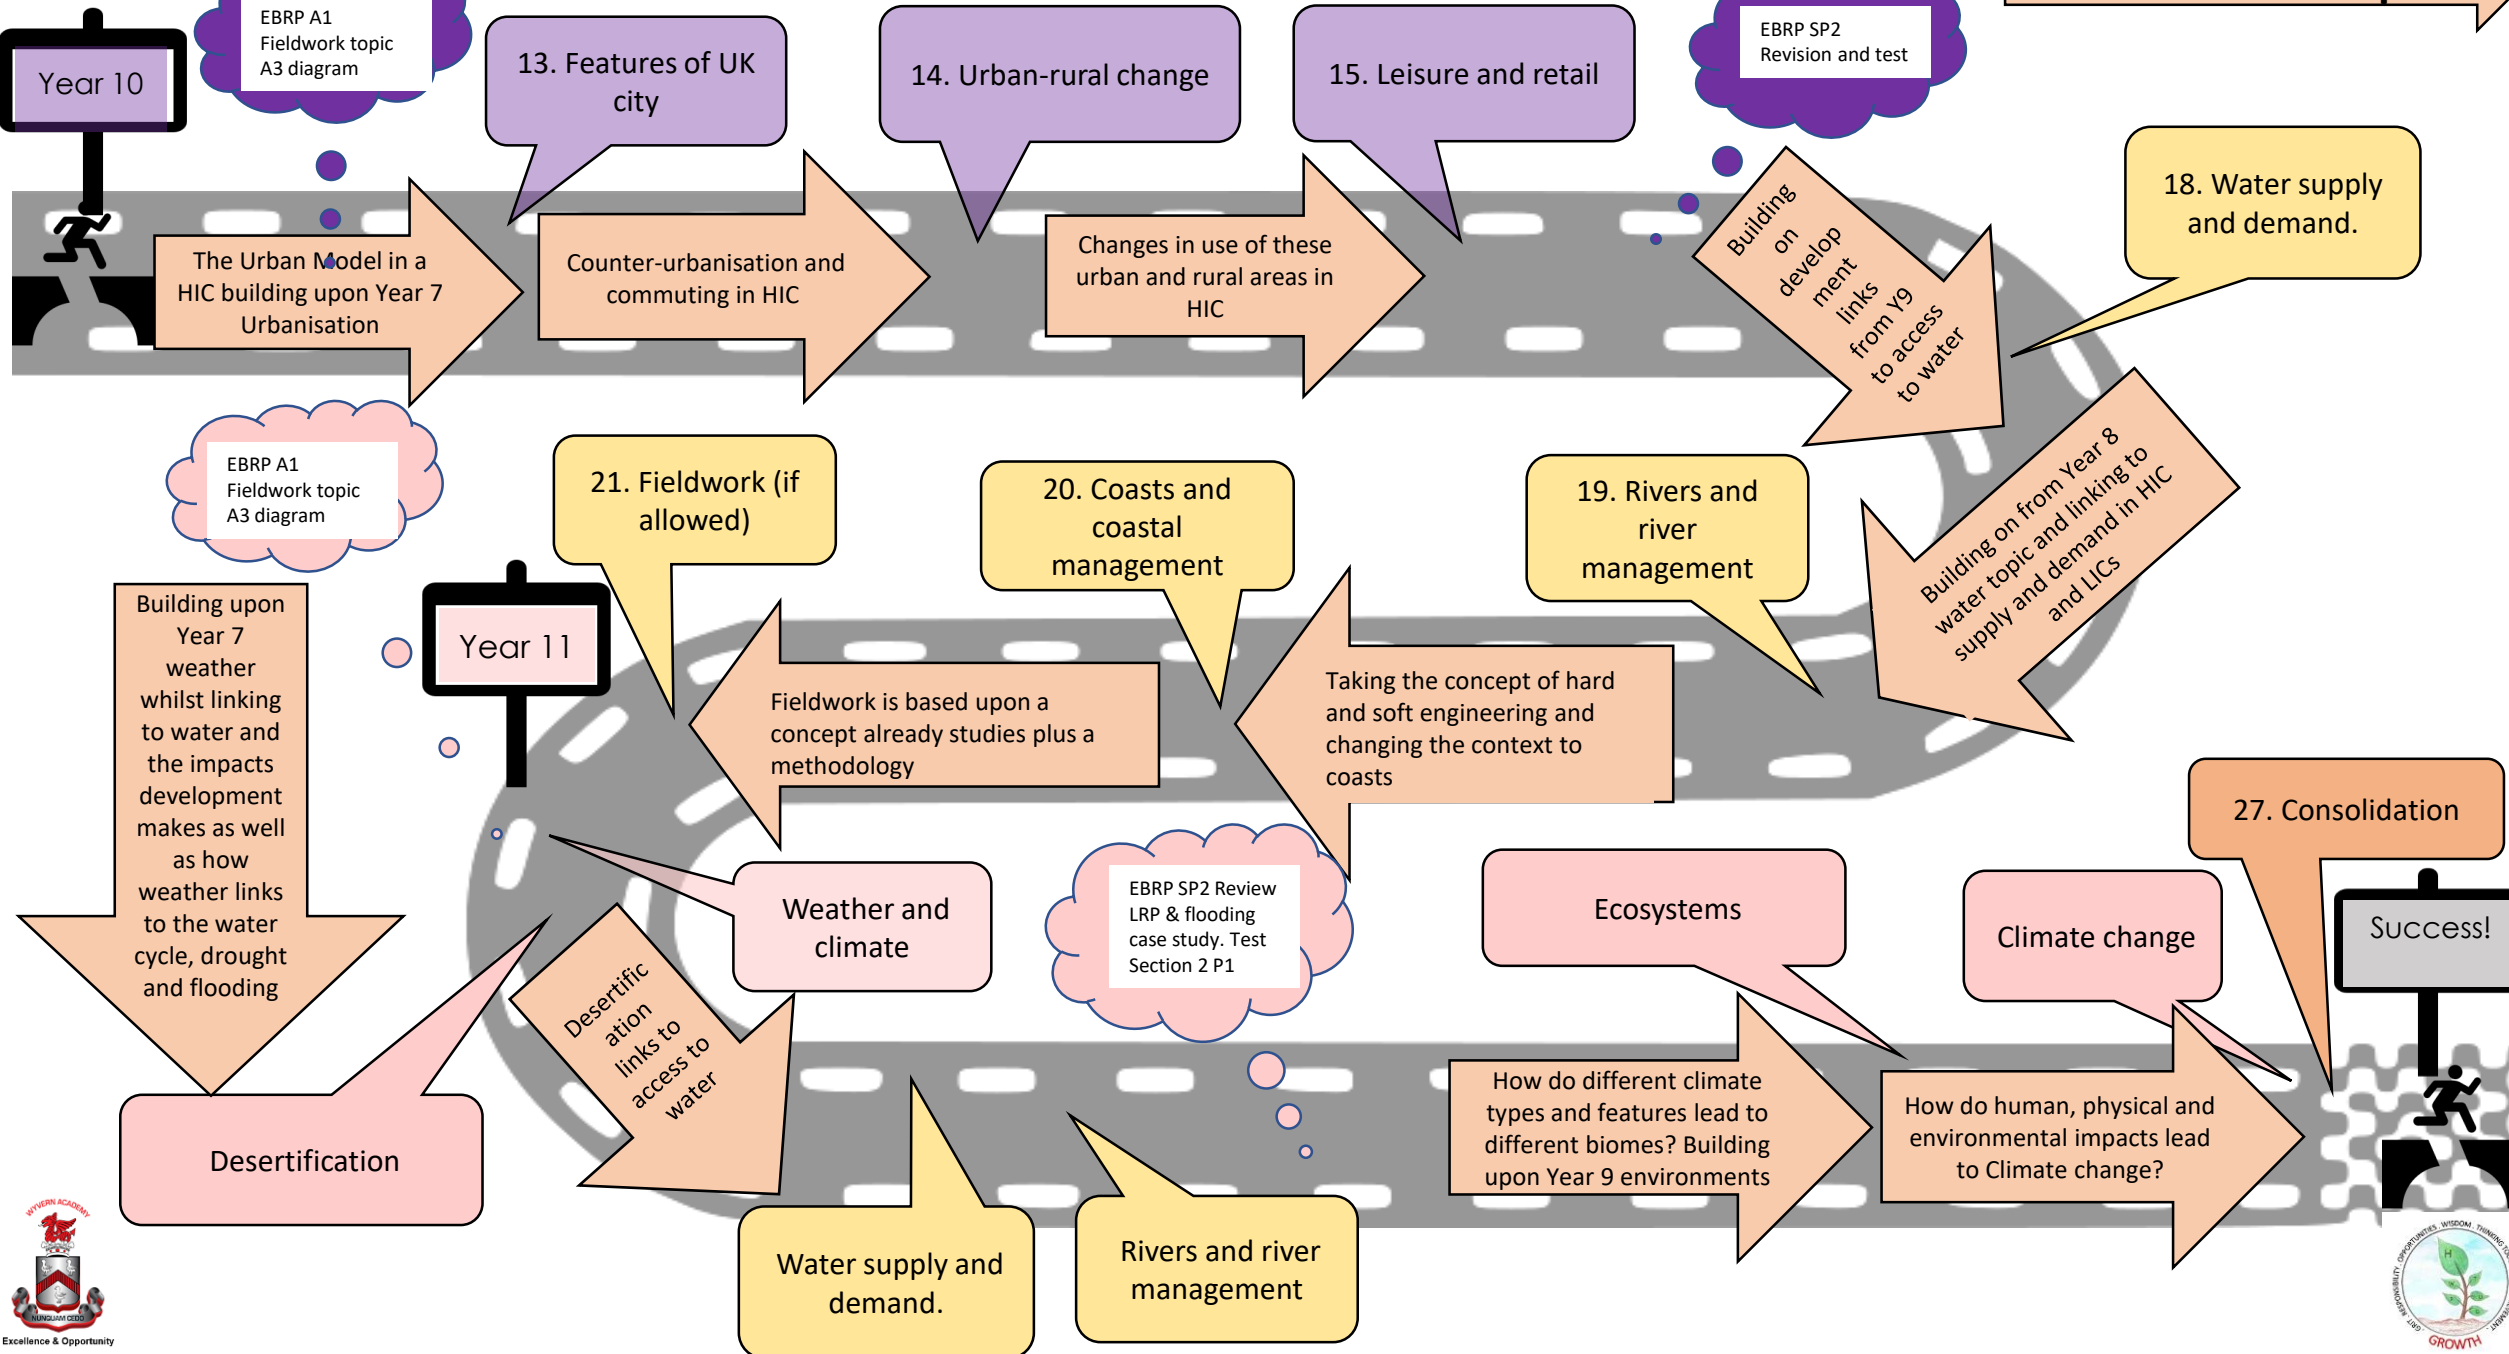 EBRP A1
Fieldwork topic
A3 diagram
EBRP SP2
Revision and test
Year 10
13. Features of UK
city
14. Urban-rural change
15. Leisure and retail
18. Water supply
and demand.
The Urban Model in a
HIC building upon Year 7
Urbanisation
Counter-urbanisation and
commuting in HIC
Changes in use of these
urban and rural areas in
HIC
Building
on
develop
ment
links
from Y9
to access
to water
Building on from Year 8
water topic and linking to
supply and demand in HIC
and LICs
EBRP A1
Fieldwork topic
A3 diagram
21. Fieldwork (if
allowed)
20. Coasts and
coastal
management
19. Rivers and
river
management
Building upon
Year 7
weather
whilst linking
to water and
the impacts
development
makes as well
as how
weather links
to the water
cycle, drought
and flooding
Year 11
Fieldwork is based upon a
concept already studies plus a
methodology
Taking the concept of hard
and soft engineering and
changing the context to
coasts
27. Consolidation
Weather and
climate
EBRP SP2 Review
LRP & flooding
case study. Test
Section 2 P1
Ecosystems
Climate change
Success!
Desertific
ation
links to
access to
water
Desertification
How do different climate
types and features lead to
different biomes? Building
upon Year 9 environments
How do human, physical and
environmental impacts lead
to Climate change?
Water supply and
demand.
Rivers and river
management
WYVERN ACADEMY
NUNQUAM CEDO
Excellence & Opportunity
GRIT · RESPONSIBILITY · OPPORTUNITIES · WISDOM · THINKING
GROWTH